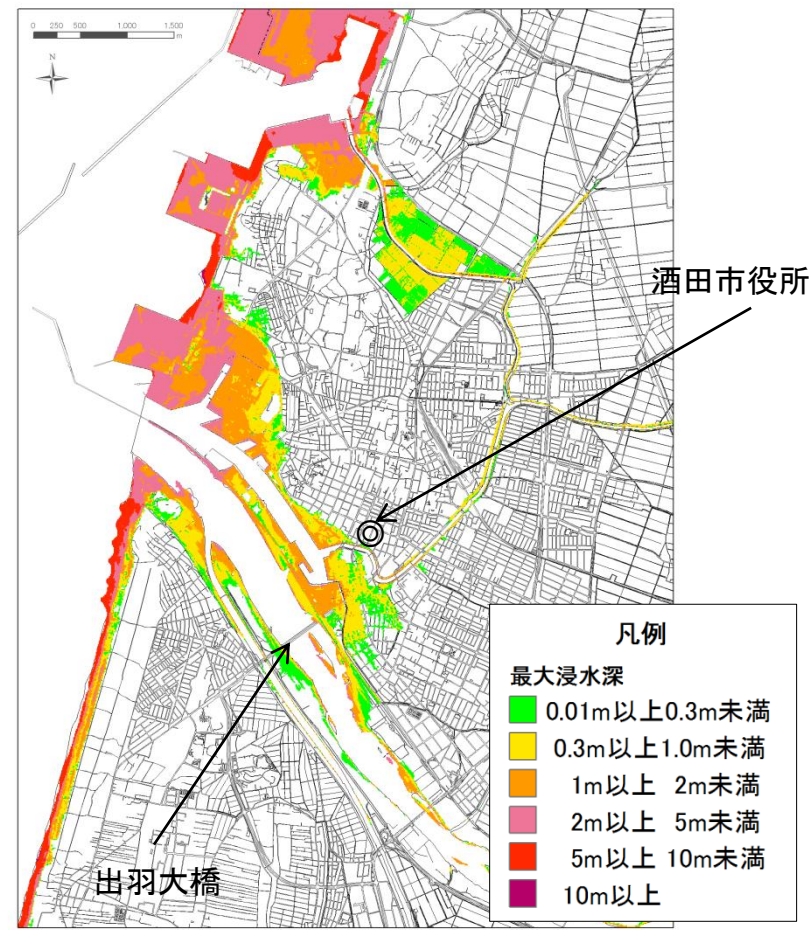 0 250 500 1,000 1,500
m
N
酒田市役所
出羽大橋
凡例
最大浸水深
0.01m以上0.3m未満
0.3m以上1.0m未満
1m以上 2m未満
2m以上 5m未満
5m以上 10m未満
10m以上